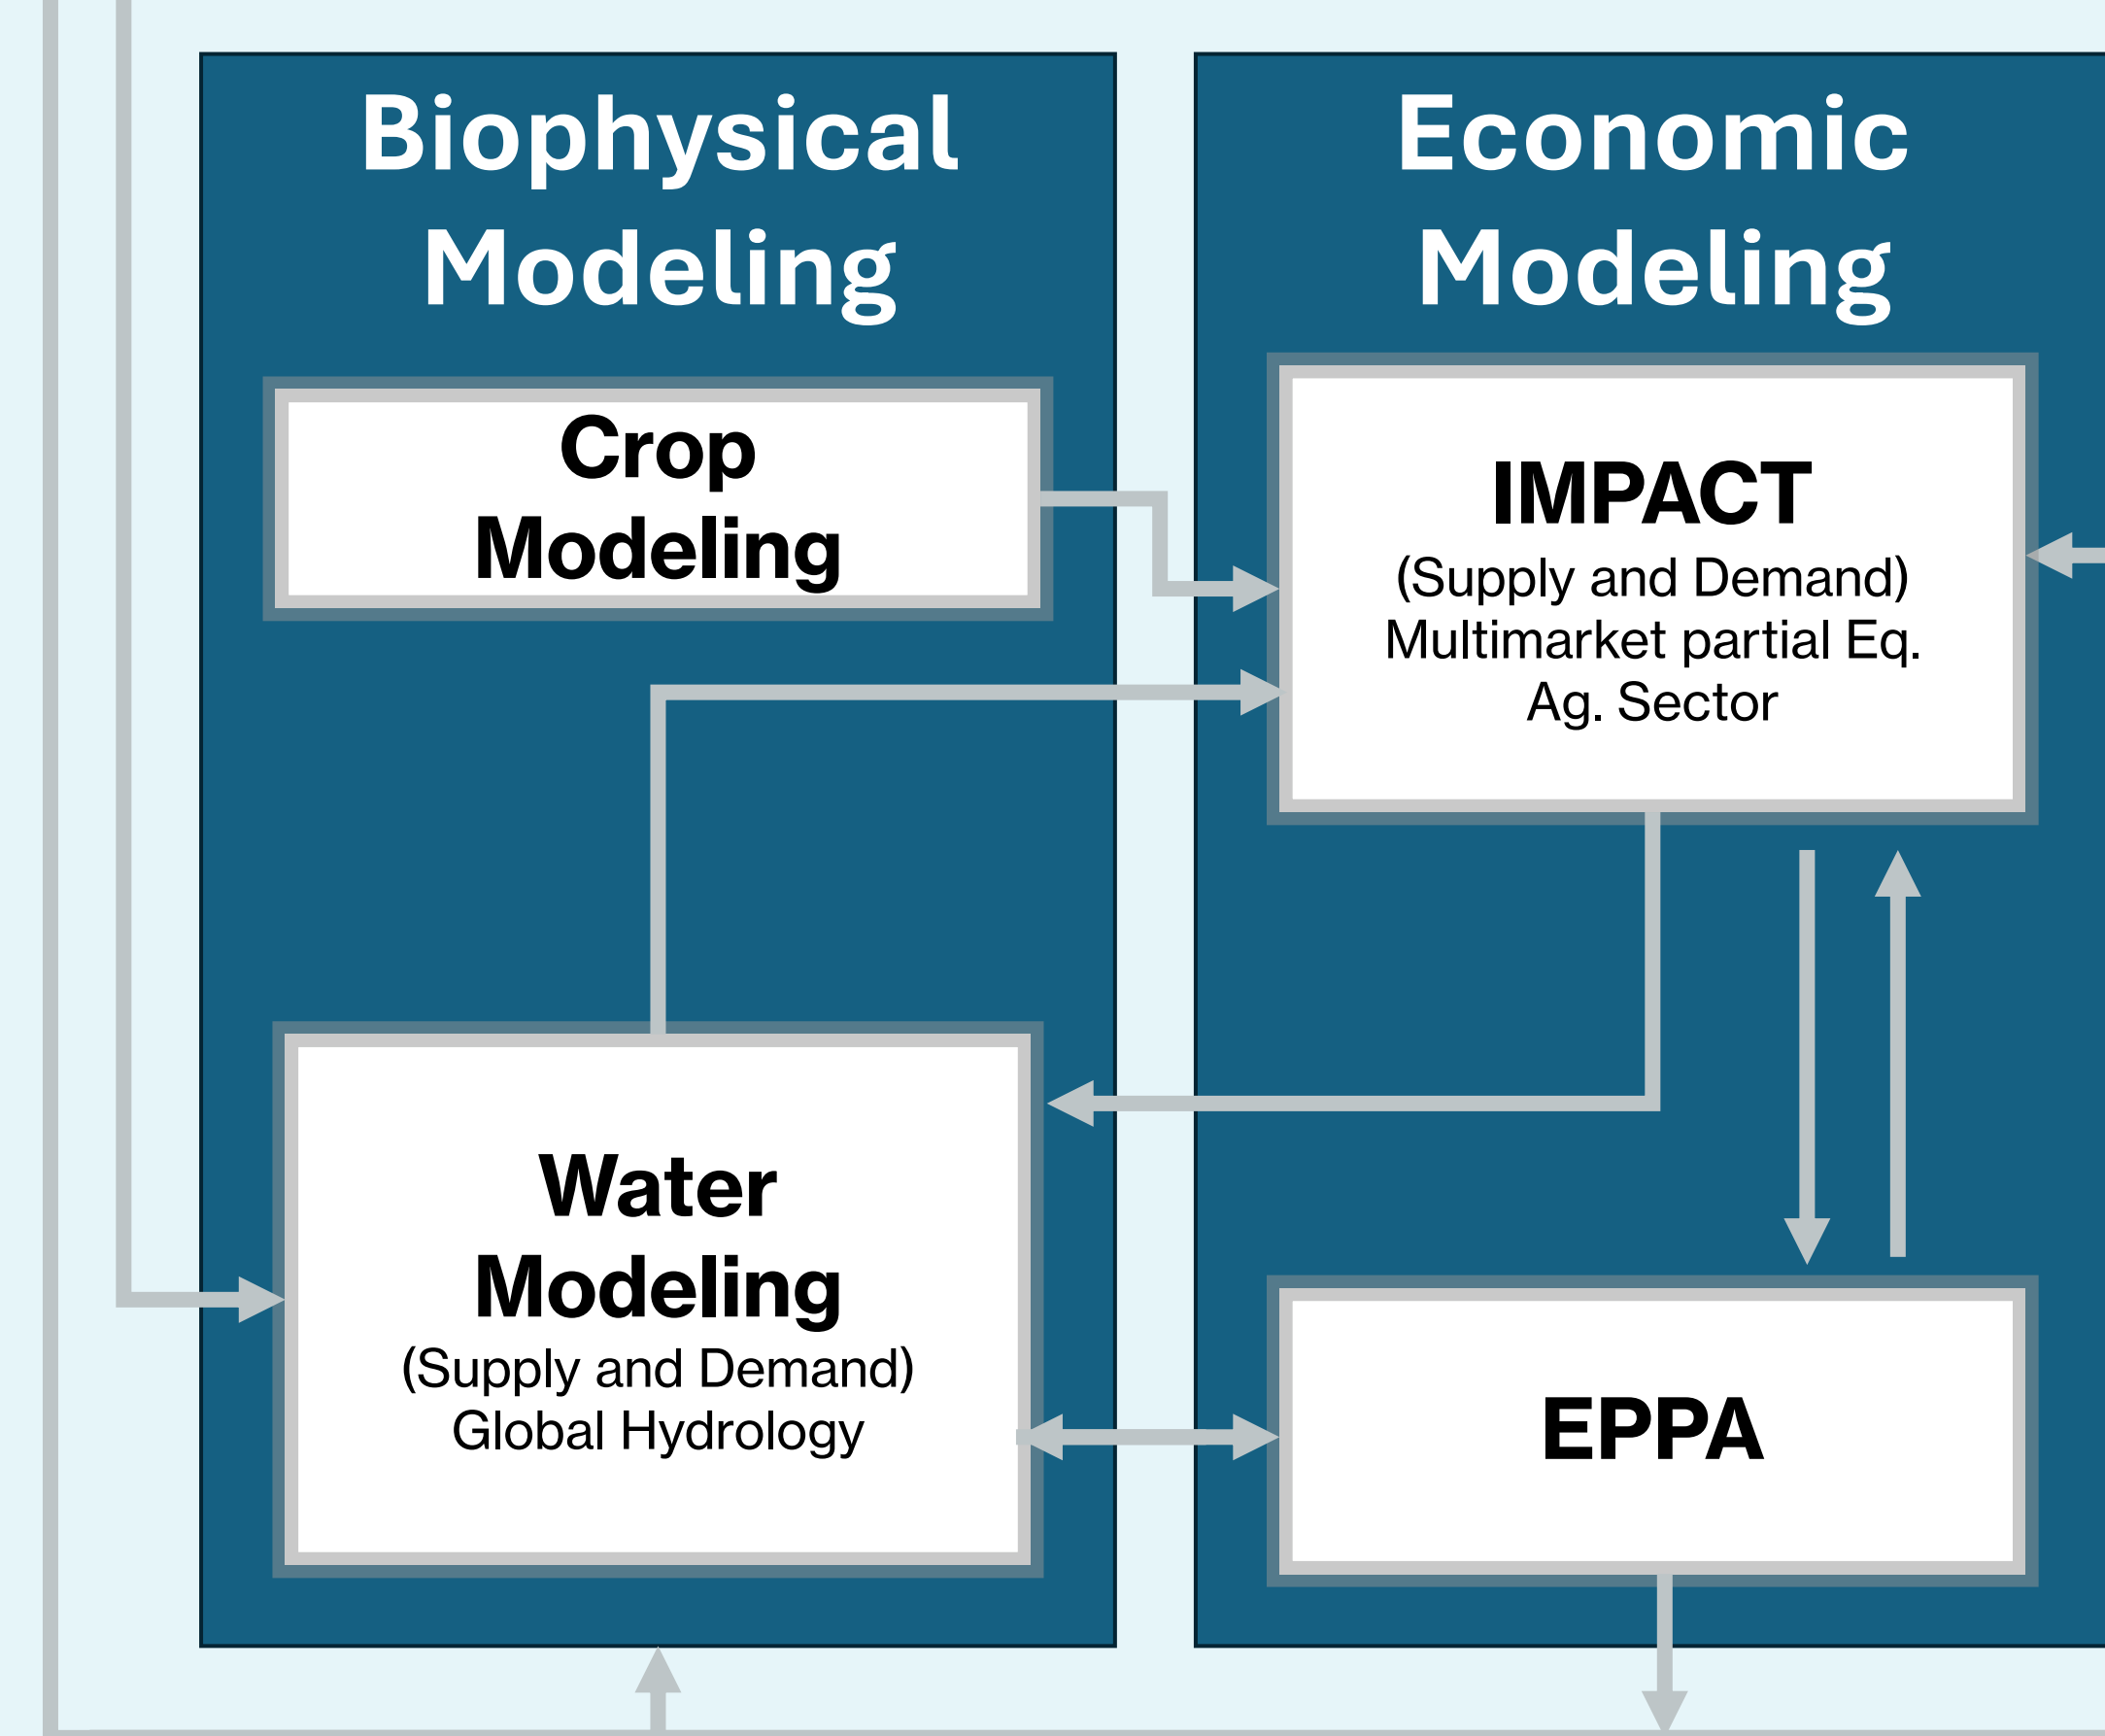 Biophysical
Modeling
Crop
Modeling
Water
Modeling
(Supply and Demand)
Global Hydrology
Economic
Modeling
IMPACT
(Supply and Demand)
Multimarket partial Eq.
Ag. Sector
EPPA